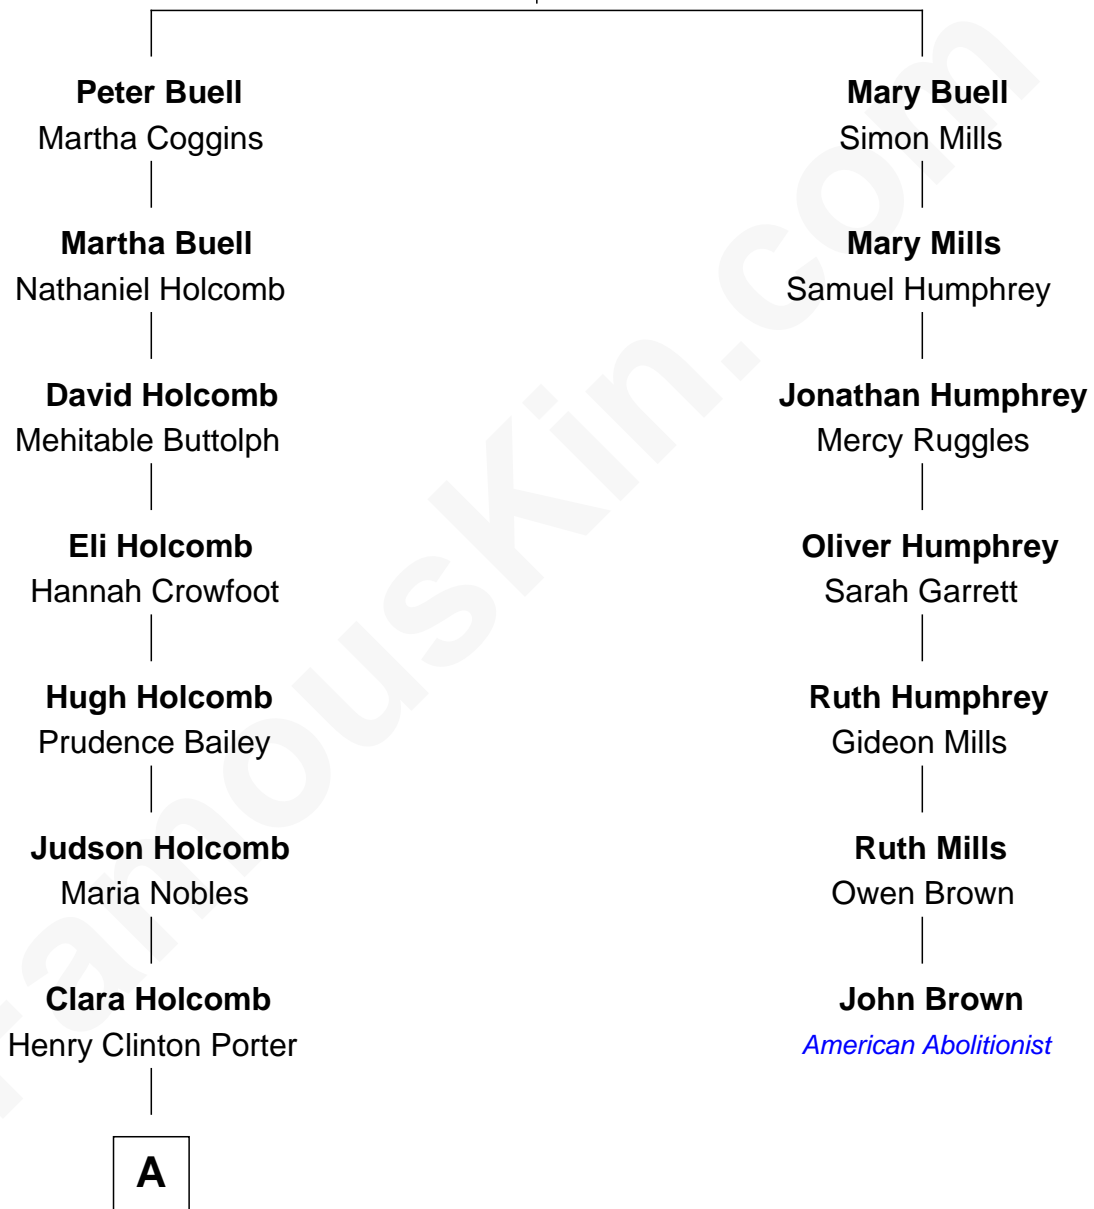 Peter Buell
Martha Coggins
Martha Buell
Nathaniel Holcomb
David Holcomb
Mehitable Buttolph
Eli Holcomb
Hannah Crowfoot
Hugh Holcomb
Prudence Bailey
Judson Holcomb
Maria Nobles
Clara Holcomb
Henry Clinton Porter
A
Mary Buell
Simon Mills
Mary Mills
Samuel Humphrey
Jonathan Humphrey
Mercy Ruggles
Oliver Humphrey
Sarah Garrett
Ruth Humphrey
Gideon Mills
Ruth Mills
Owen Brown
John Brown
American Abolitionist
FamousKin.com